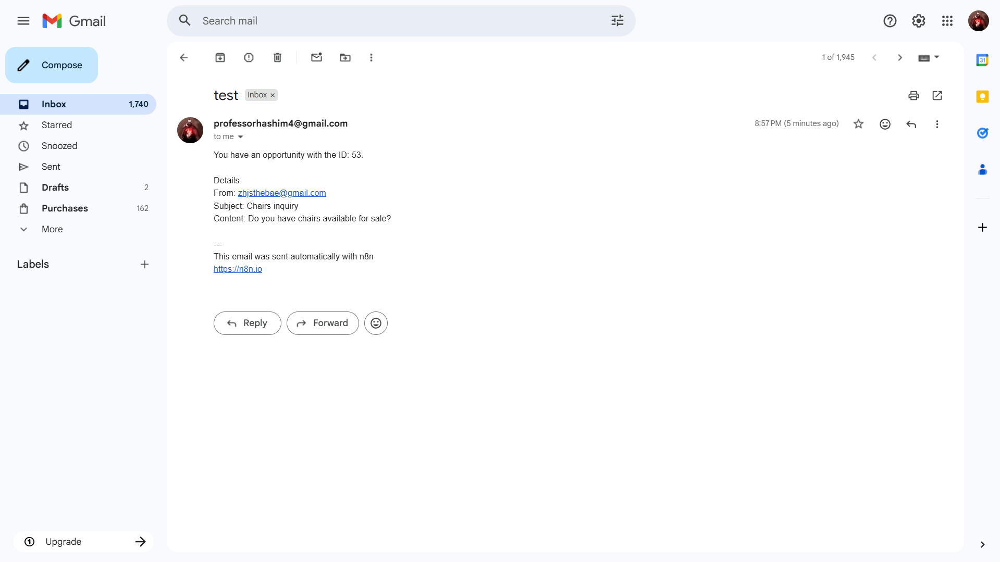 Gmail
Search mail
Compose
1 of 1,945
Inbox 1,740
Starred
Snoozed
Sent
Drafts 2
Purchases 162
More
Labels
Upgrade
test Inbox ×
professorhashim4@gmail.com 8:57 PM (5 minutes ago)
to me
You have an opportunity with the ID: 53.
Details:
From: zhjsthebae@gmail.com
Subject: Chairs inquiry
Content: Do you have chairs available for sale?
---
This email was sent automatically with n8n
https://n8n.io
Reply Forward
31